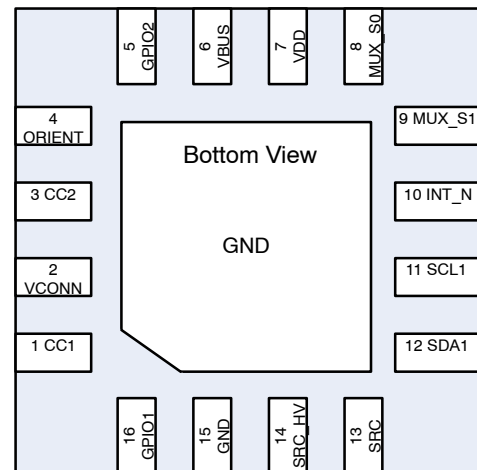 5
GPIO2
6
VBUS
7
VDD
8
MUX_S0
4
ORIENT
9 MUX_S1
Bottom View
3 CC2
10 INT_N
GND
2
VCONN
11 SCL1
1 CC1
12 SDA1
16
GPIO1
15
GND
14
SRC_HV
13
SRC